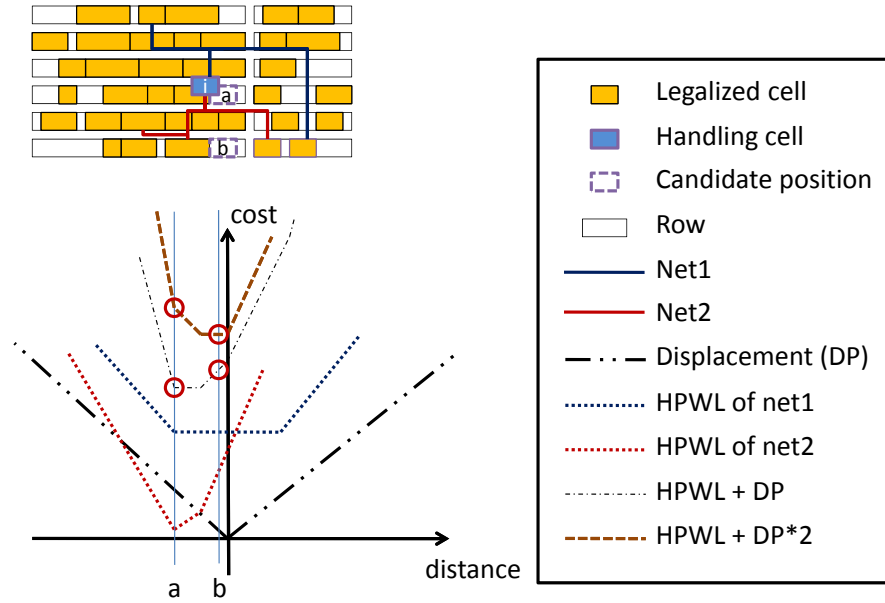 i
a
b
cost
distance
a
b
Legalized cell
Handling cell
Candidate position
Row
Net1
Net2
Displacement (DP)
HPWL of net1
HPWL of net2
HPWL + DP
HPWL + DP*2